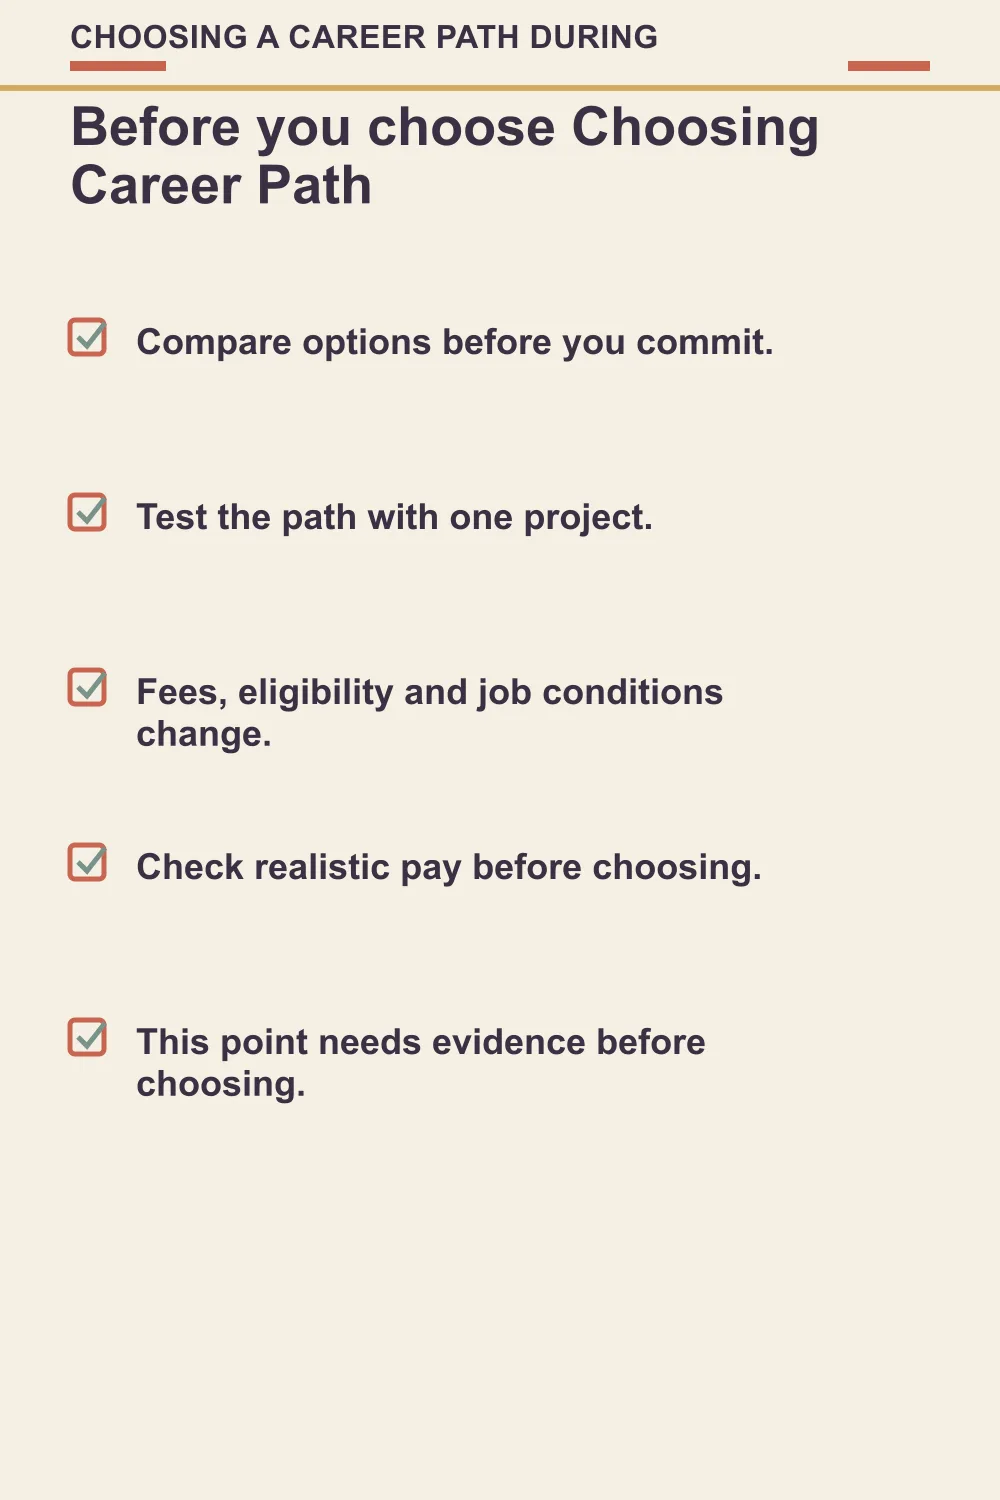 CHOOSING A CAREER PATH DURING
Before you choose Choosing
Career Path
Compare options before you commit.
Test the path with one project.
Fees, eligibility and job conditions
change.
Check realistic pay before choosing.
This point needs evidence before
choosing.